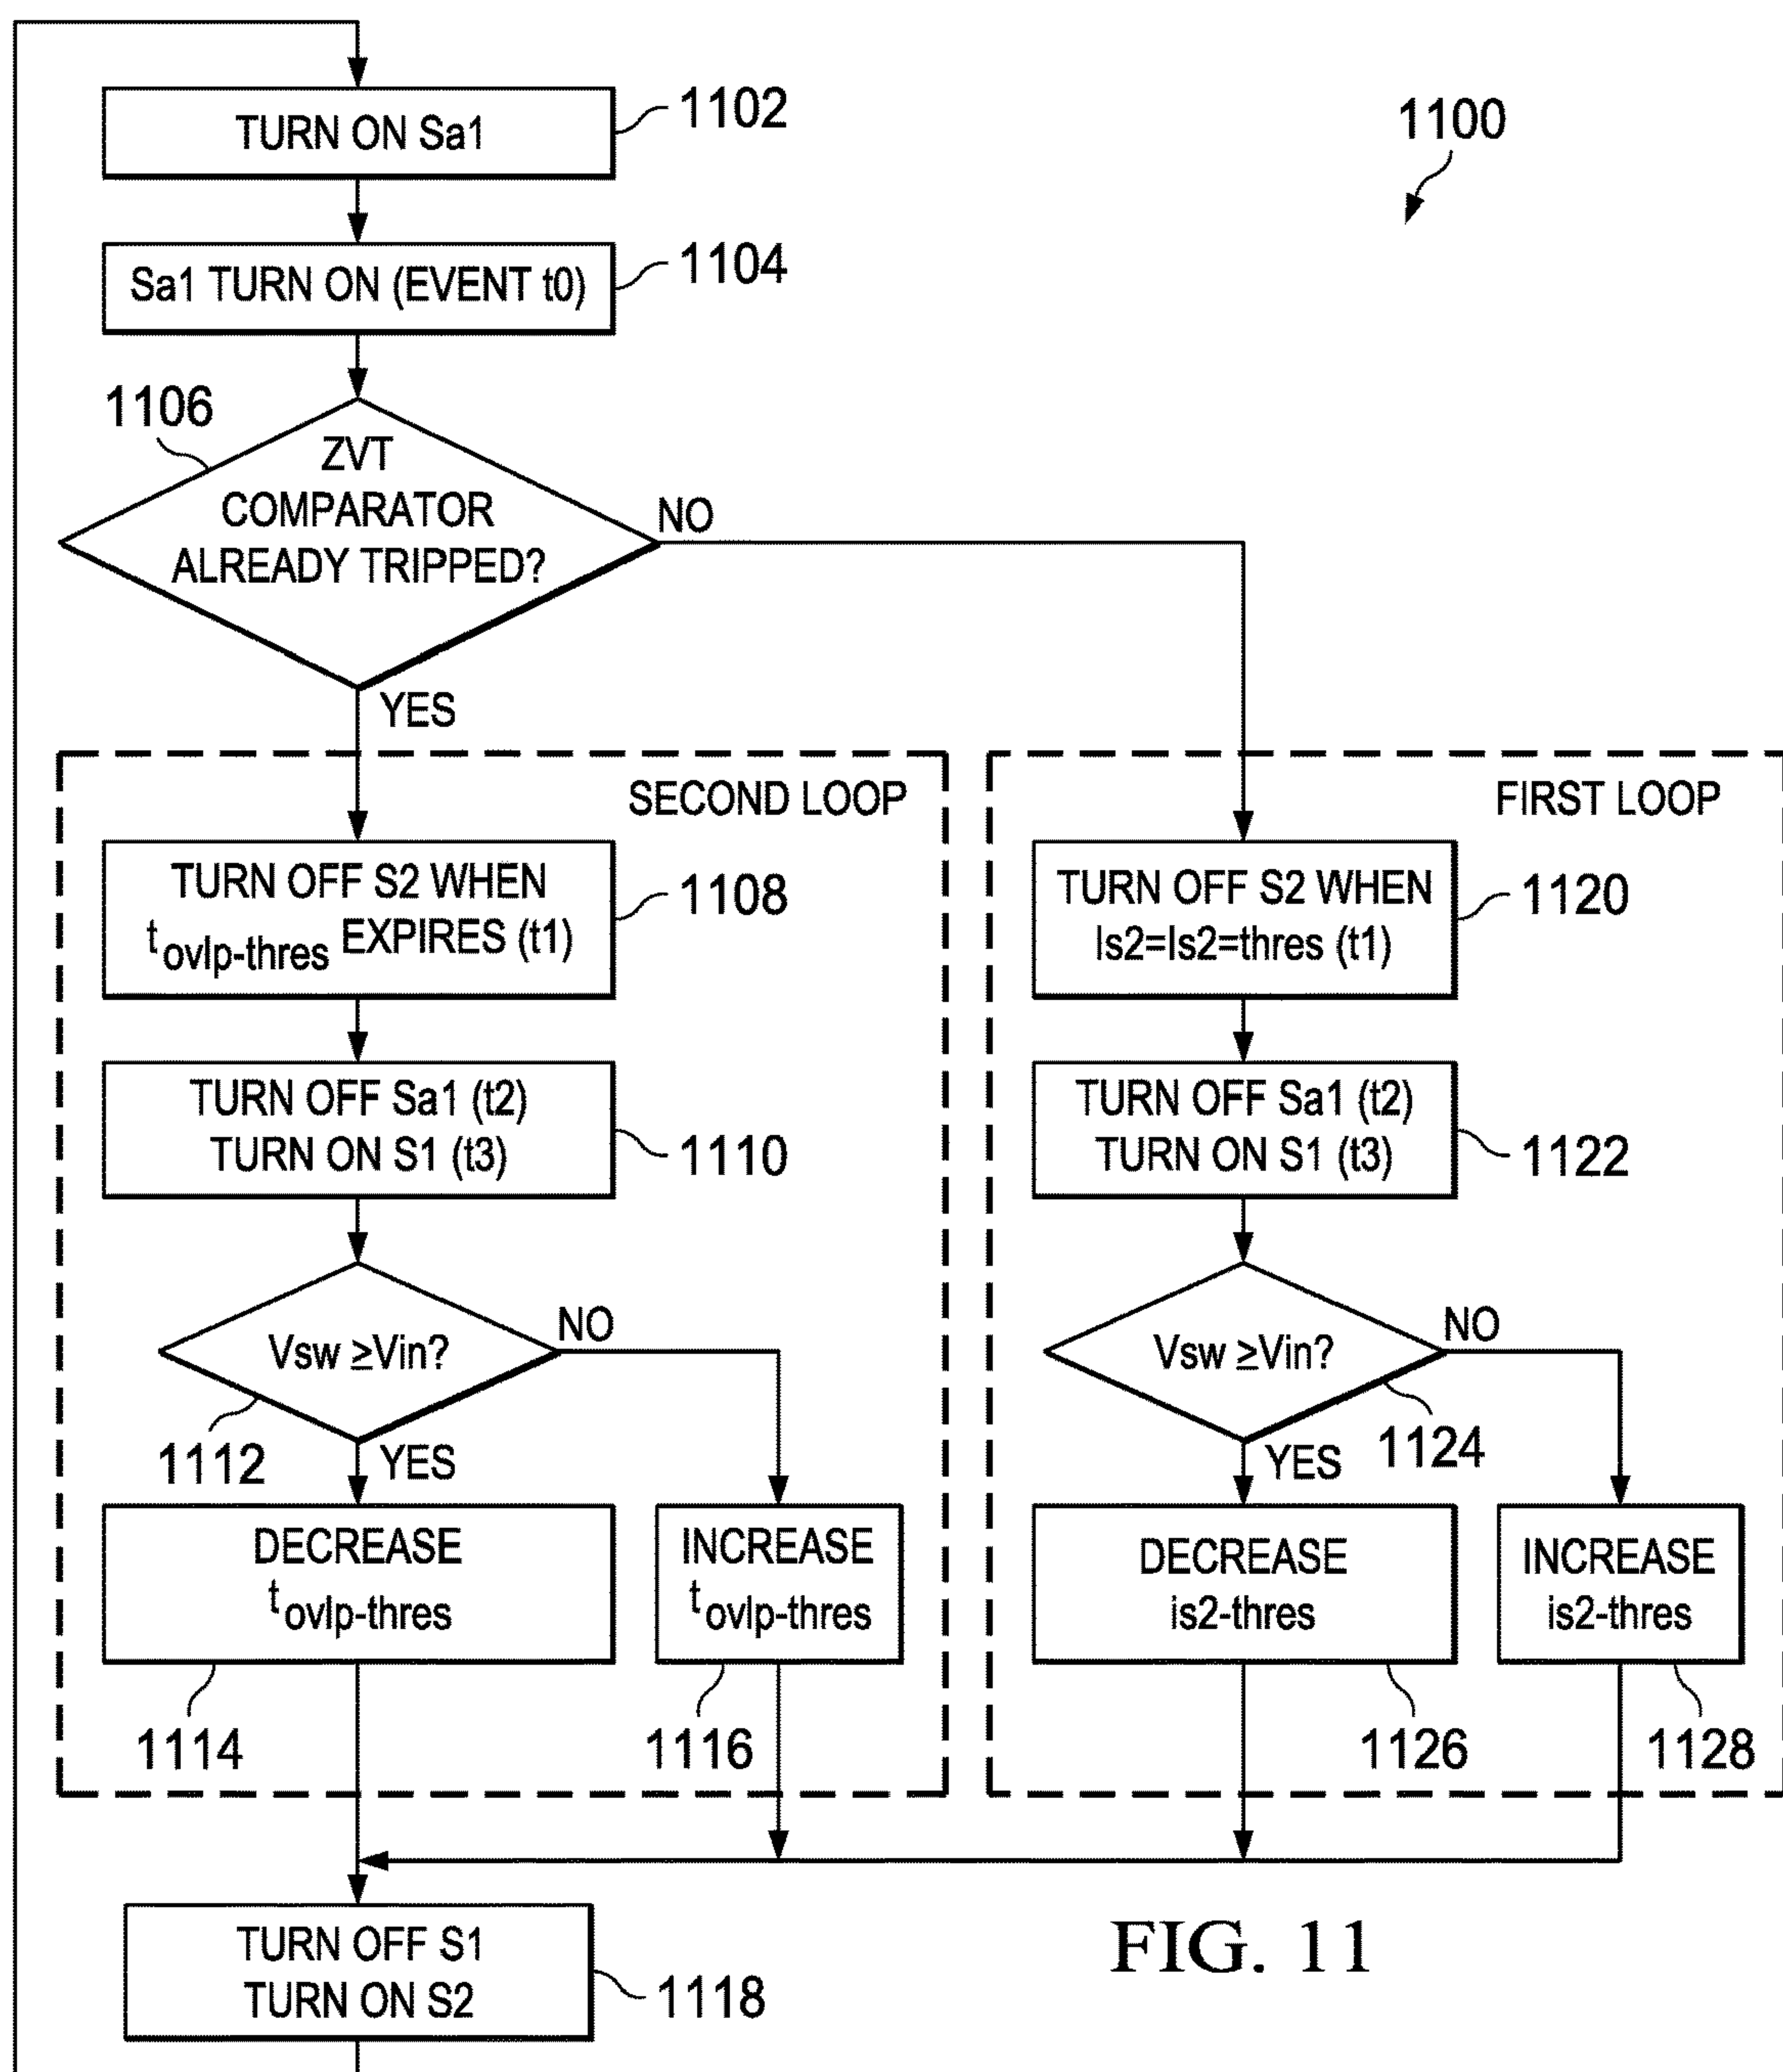 TURN ON Sa1
1102
1100
Sa1 TURN ON (EVENT t0)
1104
1106
ZVT
COMPARATOR
ALREADY TRIPPED?
NO
YES
SECOND LOOP
TURN OFF S2 WHEN
t ovlp-thres EXPIRES (t1)
1108
TURN OFF Sa1 (t2)
TURN ON S1 (t3)
1110
Vsw ≥Vin?
NO
1112
YES
DECREASE
t ovlp-thres
1114
INCREASE
t ovlp-thres
1116
FIRST LOOP
TURN OFF S2 WHEN
Is2=Is2=thres (t1)
1120
TURN OFF Sa1 (t2)
TURN ON S1 (t3)
1122
Vsw ≥Vin?
NO
1124
YES
DECREASE
is2-thres
1126
INCREASE
is2-thres
1128
TURN OFF S1
TURN ON S2
1118
FIG. 11